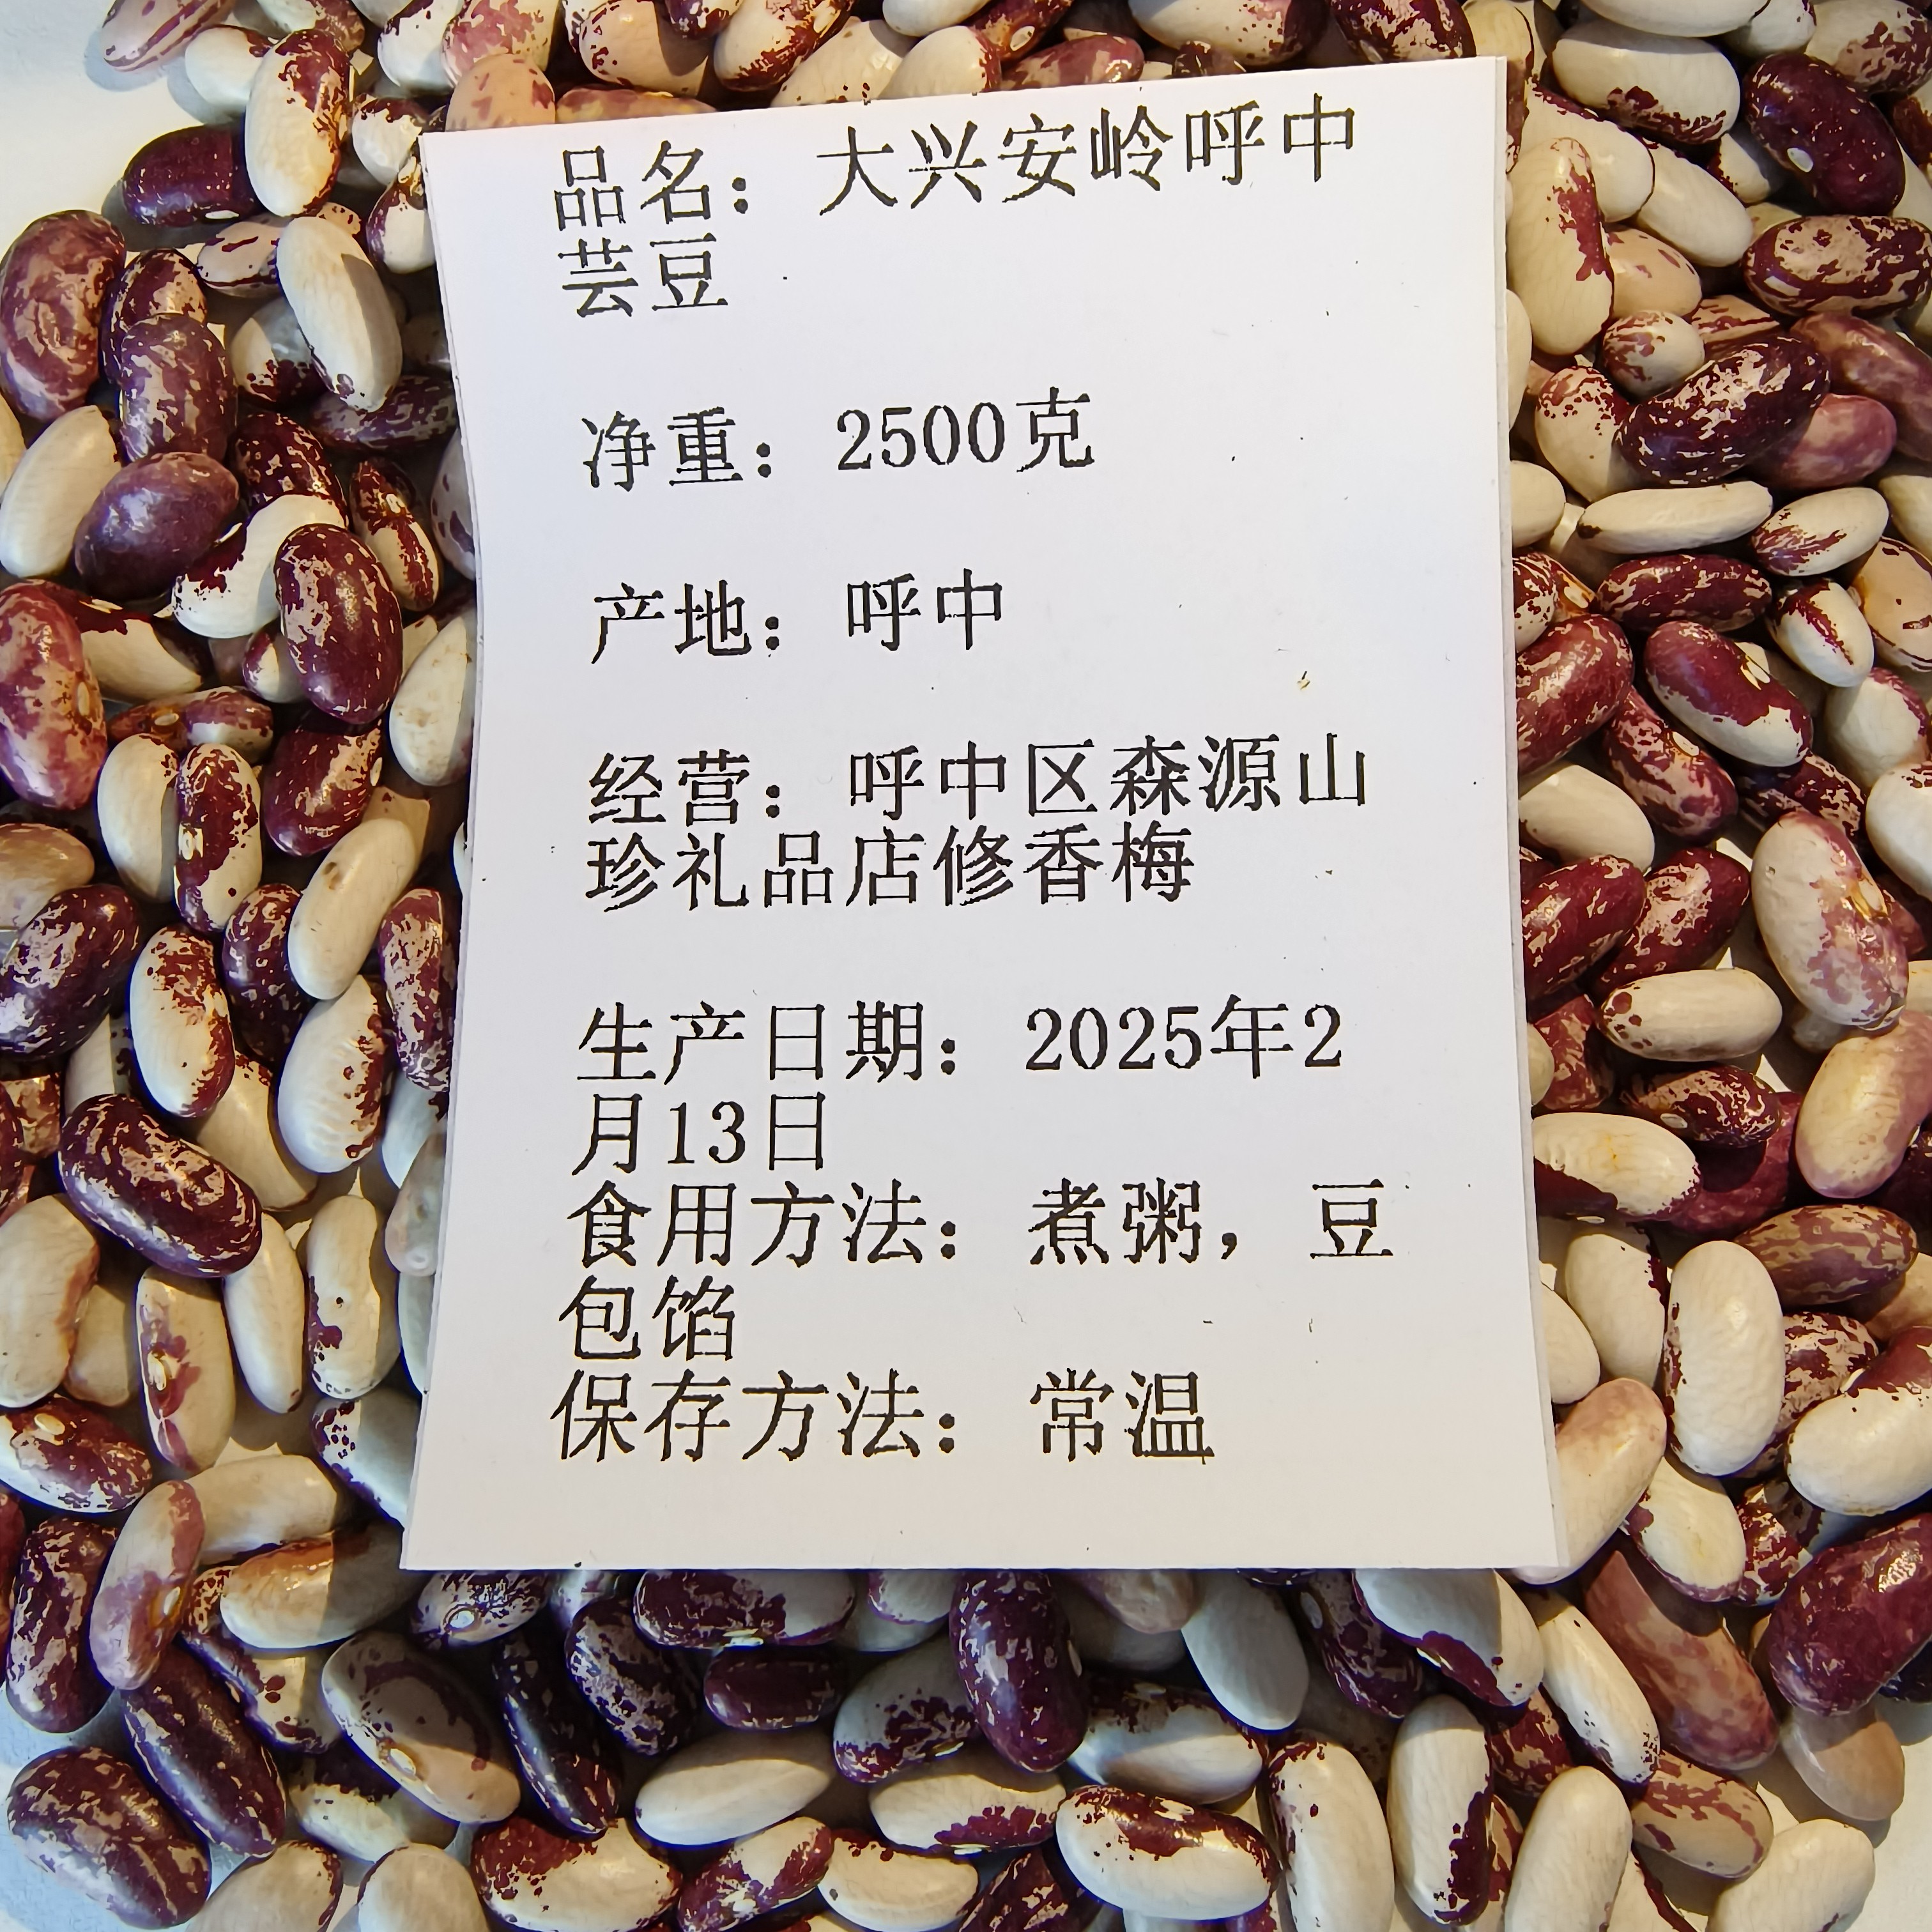 品名：大兴安岭呼中
芸豆
净重：2500克
产地：呼中
经营：呼中区森源山
珍礼品店修香梅
生产日期：2025年2
月13日
食用方法：煮粥，豆
包馅
保存方法：常温